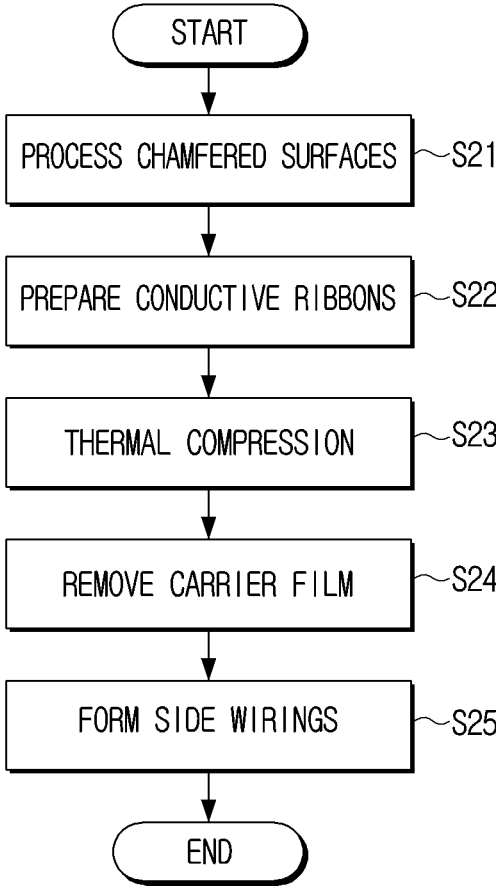 START
PROCESS CHAMFERED SURFACES S21
PREPARE CONDUCTIVE RIBBONS S22
THERMAL COMPRESSION S23
REMOVE CARRIER FILM S24
FORM SIDE WIRINGS S25
END